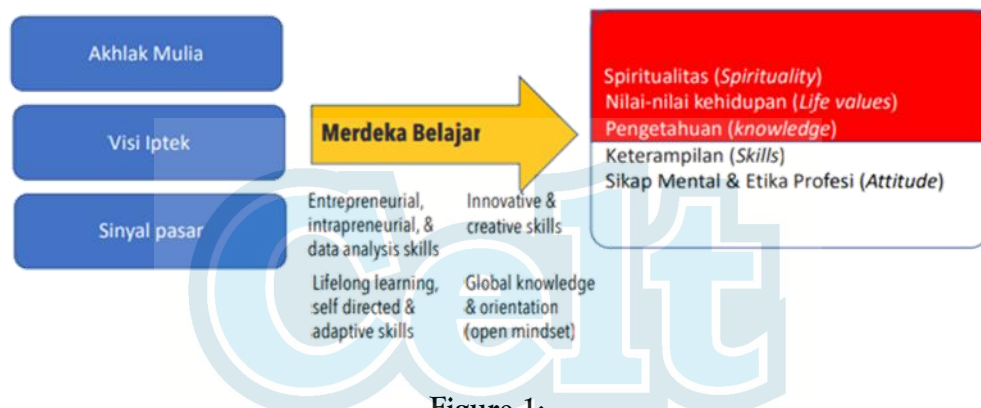 Akhlak Mulia
Visi Iptek
Sinyal pasar
Merdeka Belajar
Entrepreneurial,
intrapreneurial, &
data analysis skills
Innovative &
creative skills
Lifelong learning,
self directed &
adaptive skills
Global knowledge
& orientation
(open mindset)
Spiritualitas (Spirituality)
Nilai-nilai kehidupan (Life values)
Pengetahuan (knowledge)
Keterampilan (Skills)
Sikap Mental & Etika Profesi (Attitude)
Celt
Figure 1: